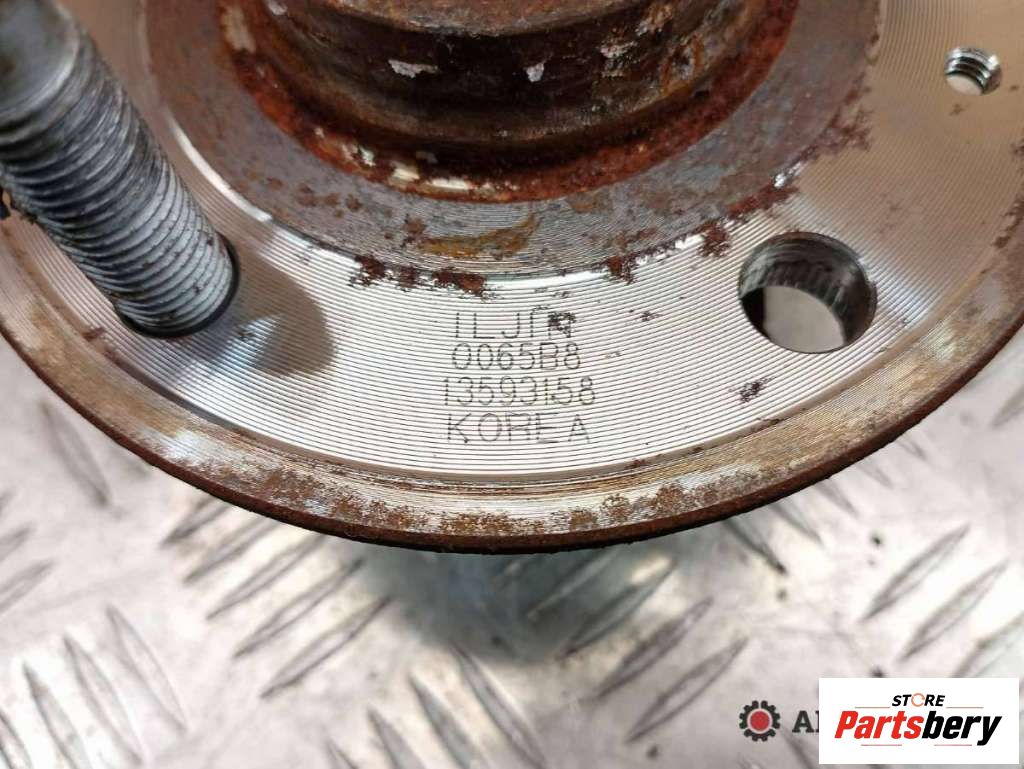 ILJIN
0065B8
13593158
KOREA
STORE
Partsbery